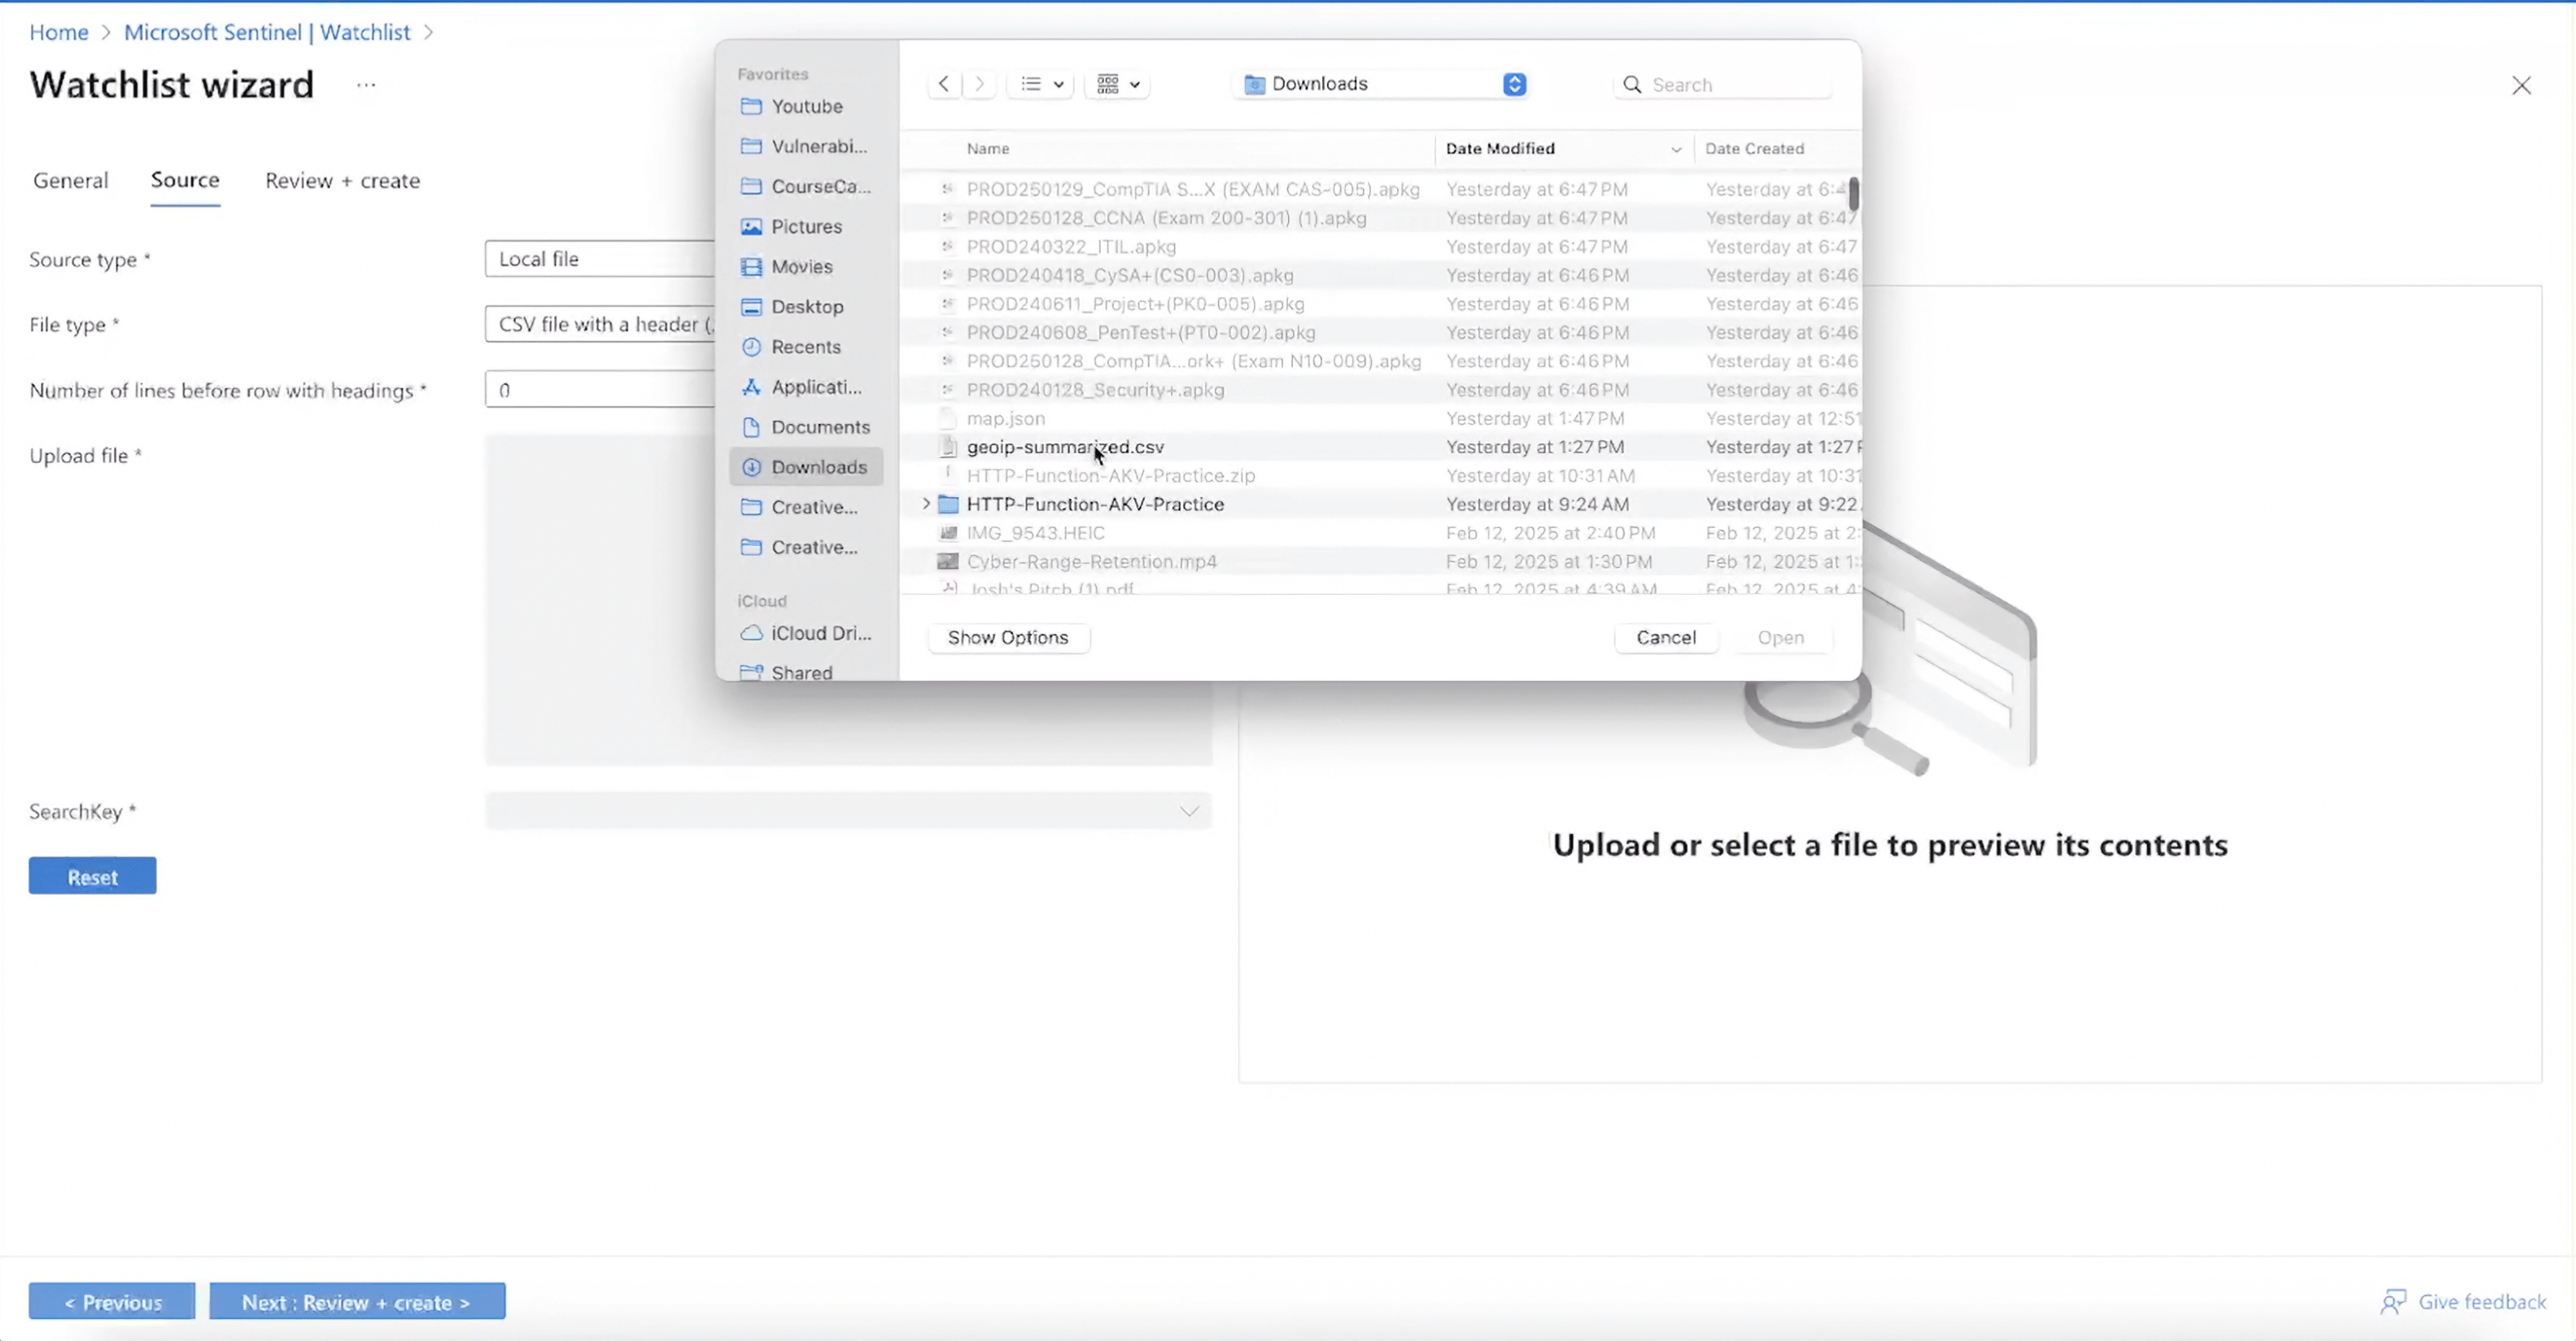 Home > Microsoft Sentinel | Watchlist >
Watchlist wizard ...
General Source Review + create
Source type *
Local file
File type *
CSV file with a header (.
Number of lines before row with headings *
0
Upload file *
SearchKey *
Reset
Favorites
Youtube
Vulnerabi...
CourseCa...
Pictures
Movies
Desktop
Recents
Applicati...
Documents
Downloads
Creative...
Creative...
iCloud
iCloud Dri...
Shared
Downloads
Search
Name Date Modified Date Created
PROD250129_CompTIA S...X (EXAM CAS-005).apkg Yesterday at 6:47 PM Yesterday at 6:4
PROD250128_CCNA (Exam 200-301) (1).apkg Yesterday at 6:47 PM Yesterday at 6:47
PROD240322_ITIL.apkg Yesterday at 6:47 PM Yesterday at 6:47
PROD240418_CySA+(CS0-003).apkg Yesterday at 6:46 PM Yesterday at 6:46
PROD240611_Project+(PK0-005).apkg Yesterday at 6:46 PM Yesterday at 6:46
PROD240608_PenTest+(PT0-002).apkg Yesterday at 6:46 PM Yesterday at 6:46
PROD250128_CompTIA...ork+ (Exam N10-009).apkg Yesterday at 6:46 PM Yesterday at 6:46
PROD240128_Security+.apkg Yesterday at 6:46 PM Yesterday at 6:46
map.json Yesterday at 1:47 PM Yesterday at 12:51
geoip-summarized.csv Yesterday at 1:27 PM Yesterday at 1:27 P
HTTP-Function-AKV-Practice.zip Yesterday at 10:31 AM Yesterday at 10:31
HTTP-Function-AKV-Practice Yesterday at 9:24 AM Yesterday at 9:22
IMG_9543.HEIC Feb 12, 2025 at 2:40 PM Feb 12, 2025 at 2:
Cyber-Range-Retention.mp4 Feb 12, 2025 at 1:30 PM Feb 12, 2025 at 1:
Josh's Pitch (1).pdf Feb 12, 2025 at 4:39 AM Feb 12, 2025 at 4:
Show Options Cancel Open
Upload or select a file to preview its contents
< Previous Next : Review + create > Give feedback